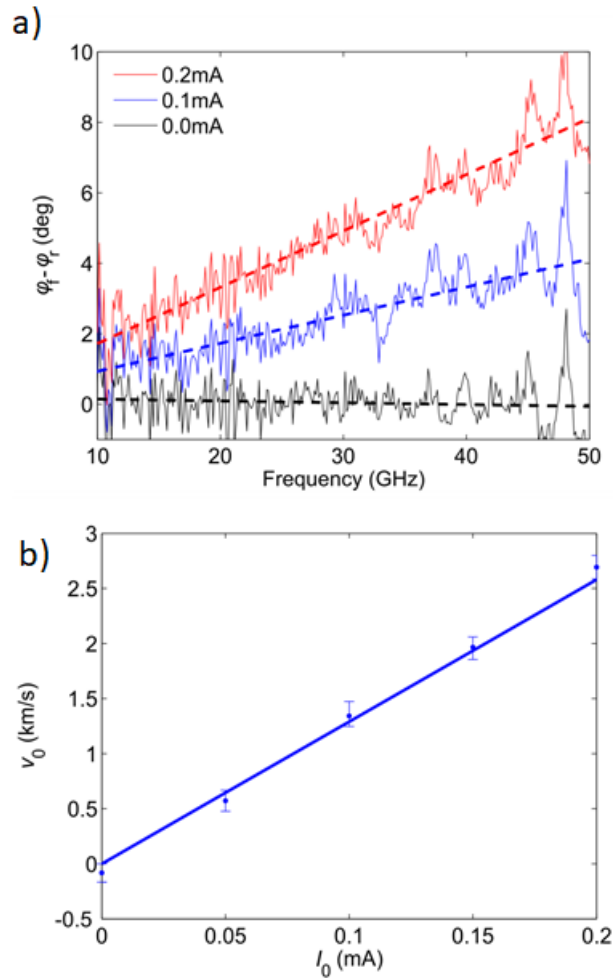 a)
10
8
6
4
2
0
φf-φr (deg)
0.2mA
0.1mA
0.0mA
10 20 30 40 50
Frequency (GHz)
b)
3
2.5
2
1.5
1
0.5
0
-0.5
v0 (km/s)
0 0.05 0.1 0.15 0.2
I0 (mA)